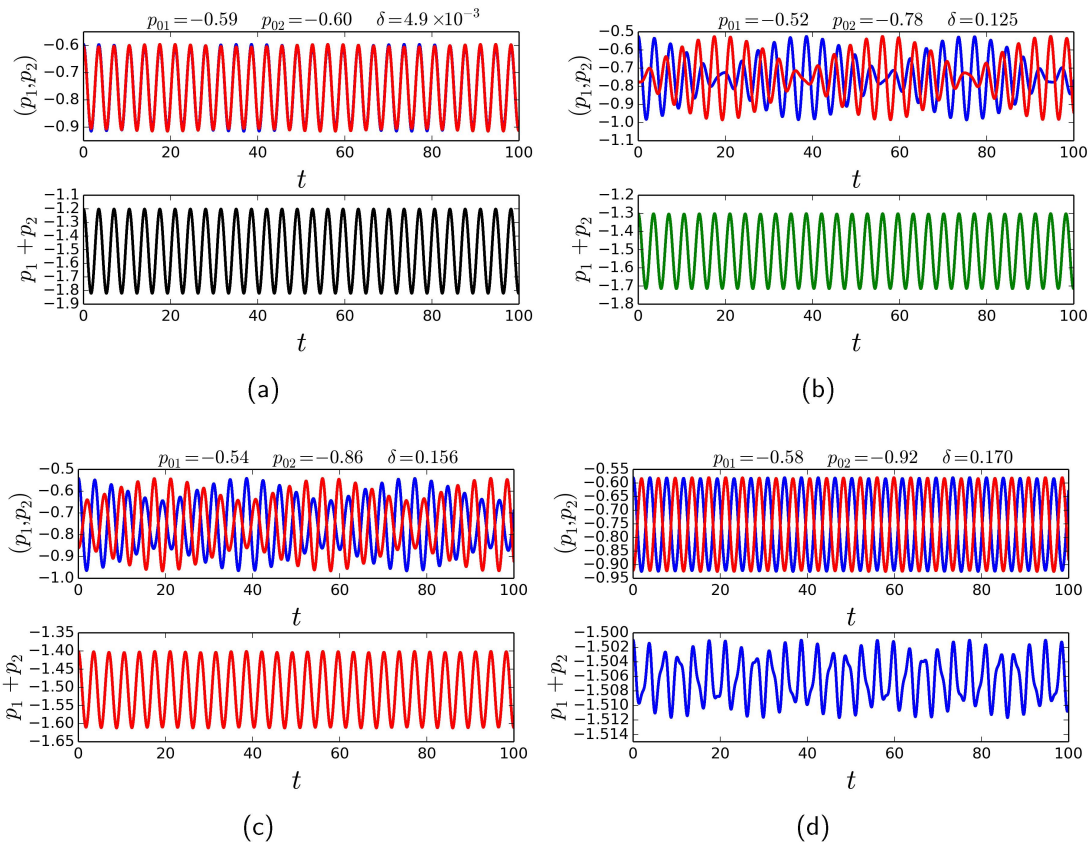 p₀₁=−0.59 p₀₂=−0.60 δ=4.9×10⁻³
(p₁,p₂)
−0.6
−0.7
−0.8
−0.9
0 20 40 60 80 100
t
p₁+p₂
−1.1
−1.2
−1.3
−1.4
−1.5
−1.6
−1.7
−1.8
−1.9
0 20 40 60 80 100
t
(a)
p₀₁=−0.52 p₀₂=−0.78 δ=0.125
(p₁,p₂)
−0.5
−0.6
−0.7
−0.8
−0.9
−1.0
−1.1
0 20 40 60 80 100
t
p₁+p₂
−1.2
−1.3
−1.4
−1.5
−1.6
−1.7
−1.8
0 20 40 60 80 100
t
(b)
p₀₁=−0.54 p₀₂=−0.86 δ=0.156
(p₁,p₂)
−0.5
−0.6
−0.7
−0.8
−0.9
−1.0
0 20 40 60 80 100
t
p₁+p₂
−1.35
−1.40
−1.45
−1.50
−1.55
−1.60
−1.65
0 20 40 60 80 100
t
(c)
p₀₁=−0.58 p₀₂=−0.92 δ=0.170
(p₁,p₂)
−0.55
−0.60
−0.65
−0.70
−0.75
−0.80
−0.85
−0.90
−0.95
0 20 40 60 80 100
t
p₁+p₂
−1.500
−1.504
−1.506
−1.508
−1.510
−1.511
−1.514
0 20 40 60 80 100
t
(d)